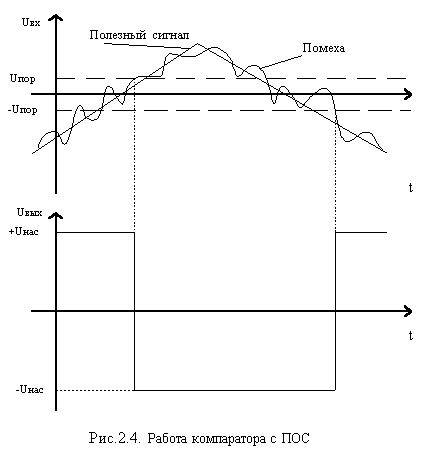 Uвх
Полезный сигнал
Помеха
Uпор
-Uпор
t
Uвых
+Uнас
t
-Uнас
Рис.2.4. Работа компаратора с ПОС